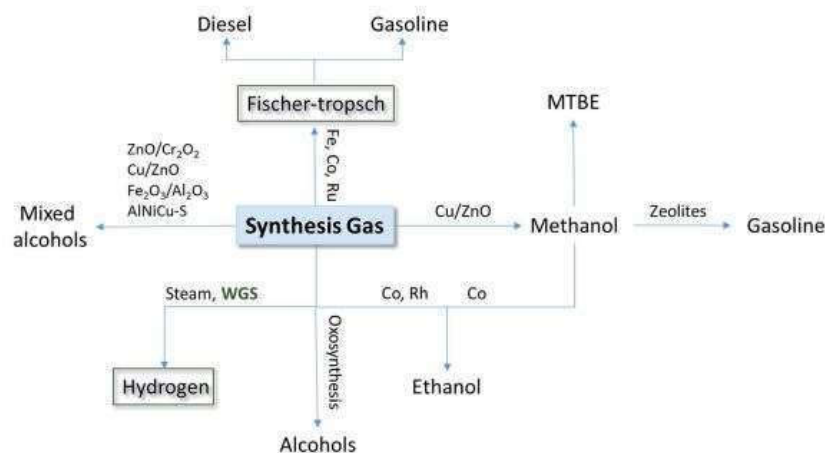 Diesel
Gasoline
Fischer-tropsch
MTBE
ZnO/Cr₂O₂
Cu/ZnO
Fe₂O₃/Al₂O₃
AlNiCu-S
Fe, Co, Ru
Mixed
alcohols
Synthesis Gas
Cu/ZnO
Methanol
Zeolites
Gasoline
Steam, WGS
Co, Rh
Co
Oxosynthesis
Hydrogen
Ethanol
Alcohols